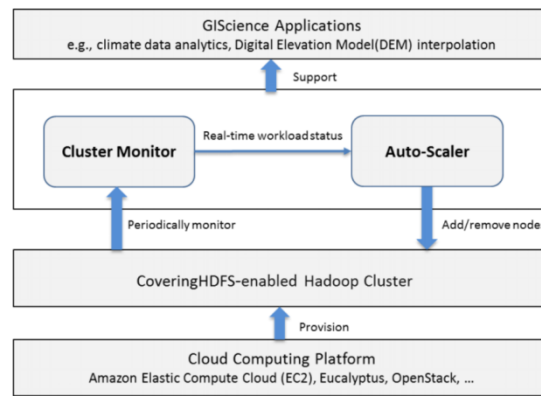 GIScience Applications
e.g., climate data analytics, Digital Elevation Model(DEM) interpolation
Support
Real-time workload status
Cluster Monitor
Auto-Scaler
Periodically monitor
Add/remove node
CoveringHDFS-enabled Hadoop Cluster
Provision
Cloud Computing Platform
Amazon Elastic Compute Cloud (EC2), Eucalyptus, OpenStack, ...